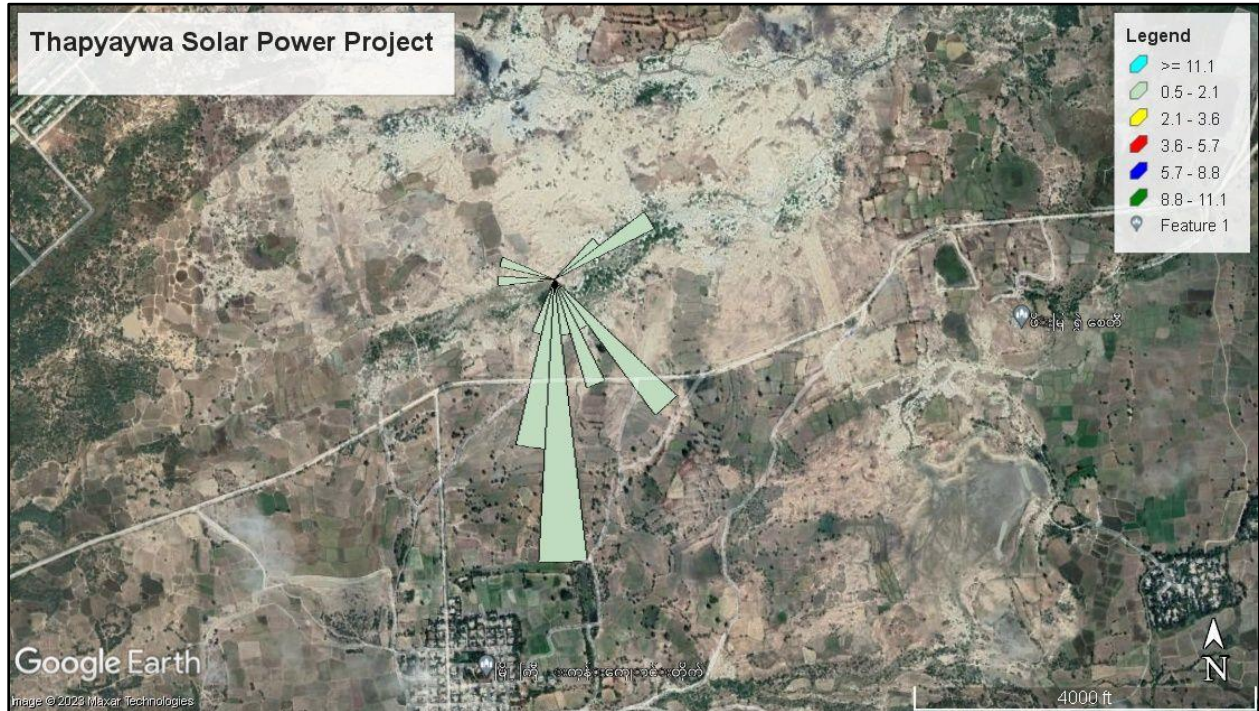 Thapyaywa Solar Power Project
Legend
>= 11.1
0.5 - 2.1
2.1 - 3.6
3.6 - 5.7
5.7 - 8.8
8.8 - 11.1
Feature 1
N
Google Earth
Image © 2023 Maxar Technologies
4000 ft